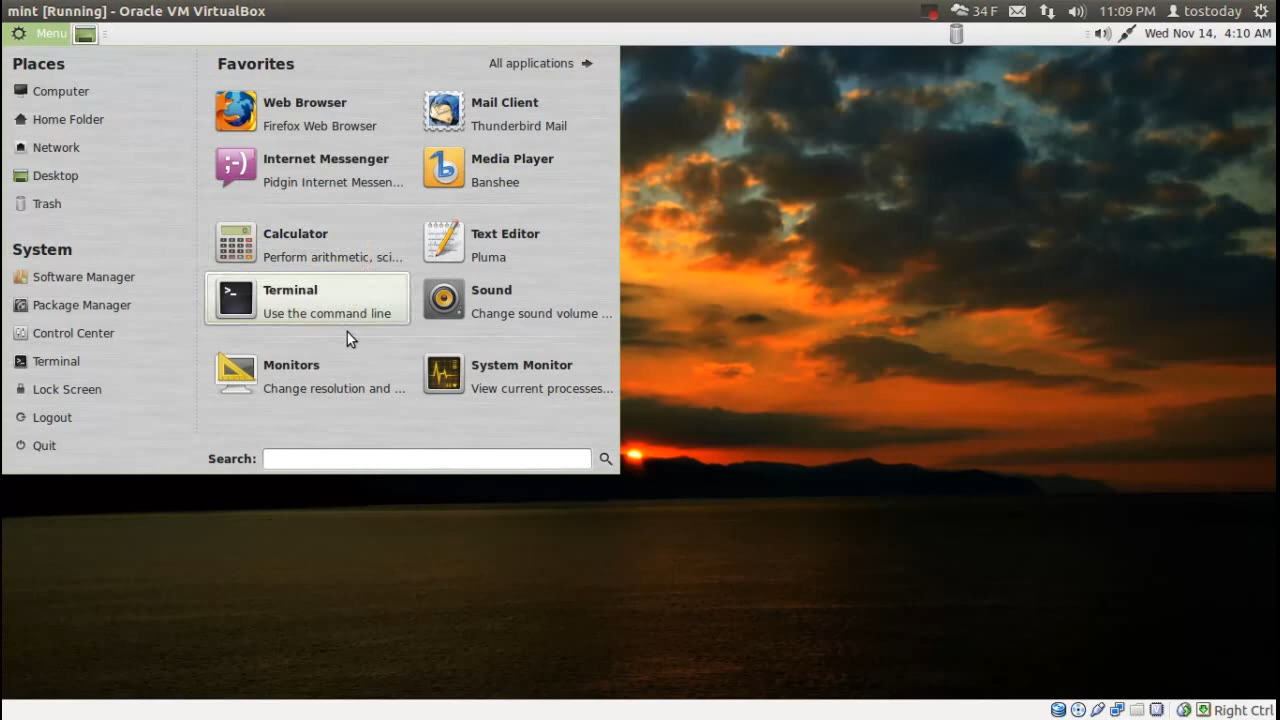 mint [Running] - Oracle VM VirtualBox
34 F
11:09 PM
tostoday
Menu
Wed Nov 14, 4:10 AM
Places
Computer
Home Folder
Network
Desktop
Trash
System
Software Manager
Package Manager
Control Center
Terminal
Lock Screen
Logout
Quit
Favorites
All applications
Web Browser
Firefox Web Browser
Mail Client
Thunderbird Mail
Internet Messenger
Pidgin Internet Messen...
Media Player
Banshee
Calculator
Perform arithmetic, sci...
Text Editor
Pluma
Terminal
Use the command line
Sound
Change sound volume ...
Monitors
Change resolution and ...
System Monitor
View current processes...
Search:
Right Ctrl